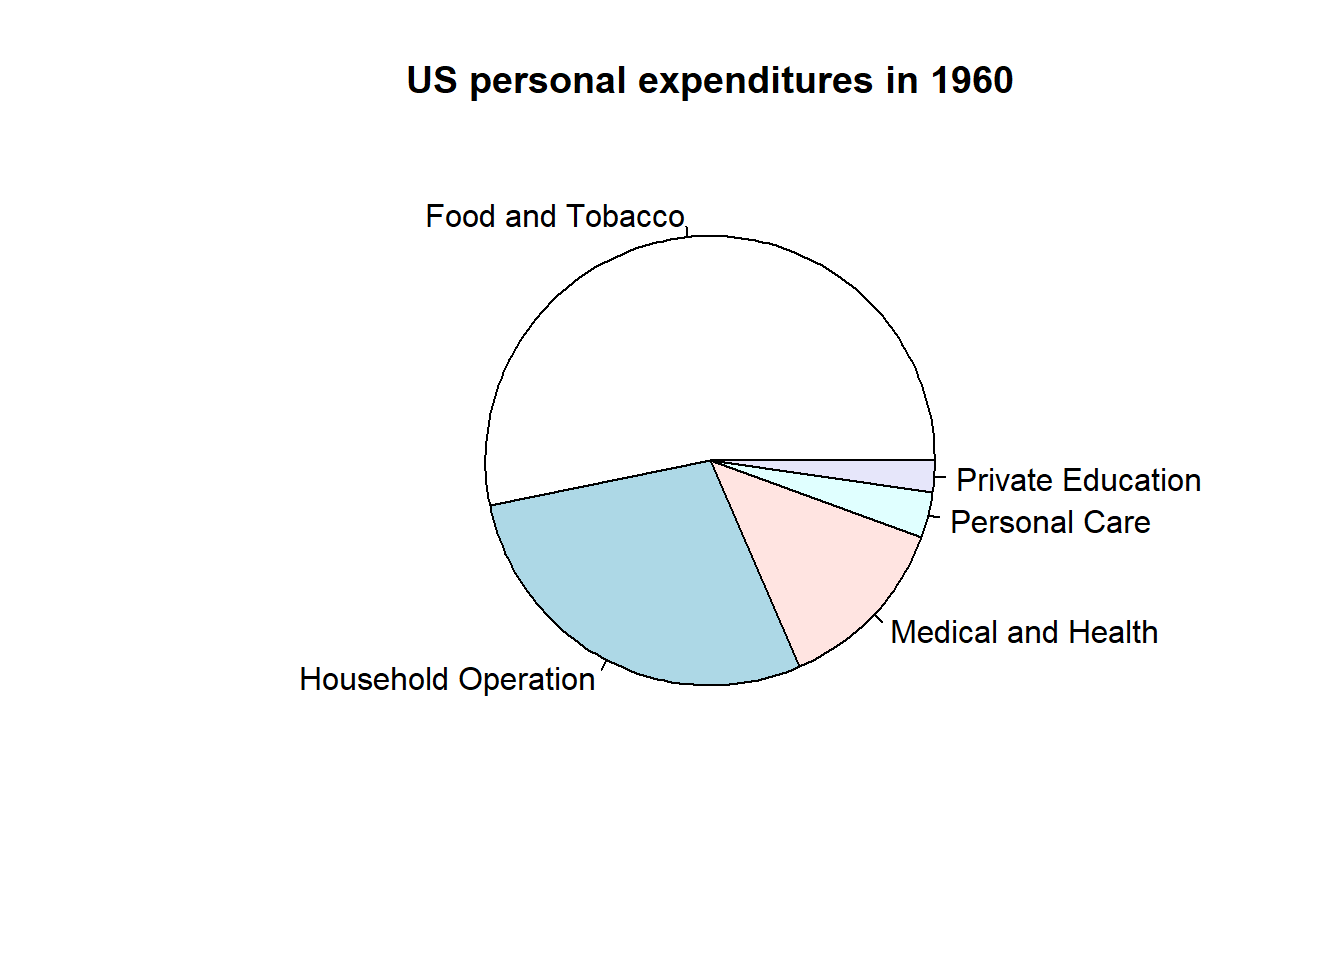 US personal expenditures in 1960
Food and Tobacco
Private Education
Personal Care
Medical and Health
Household Operation